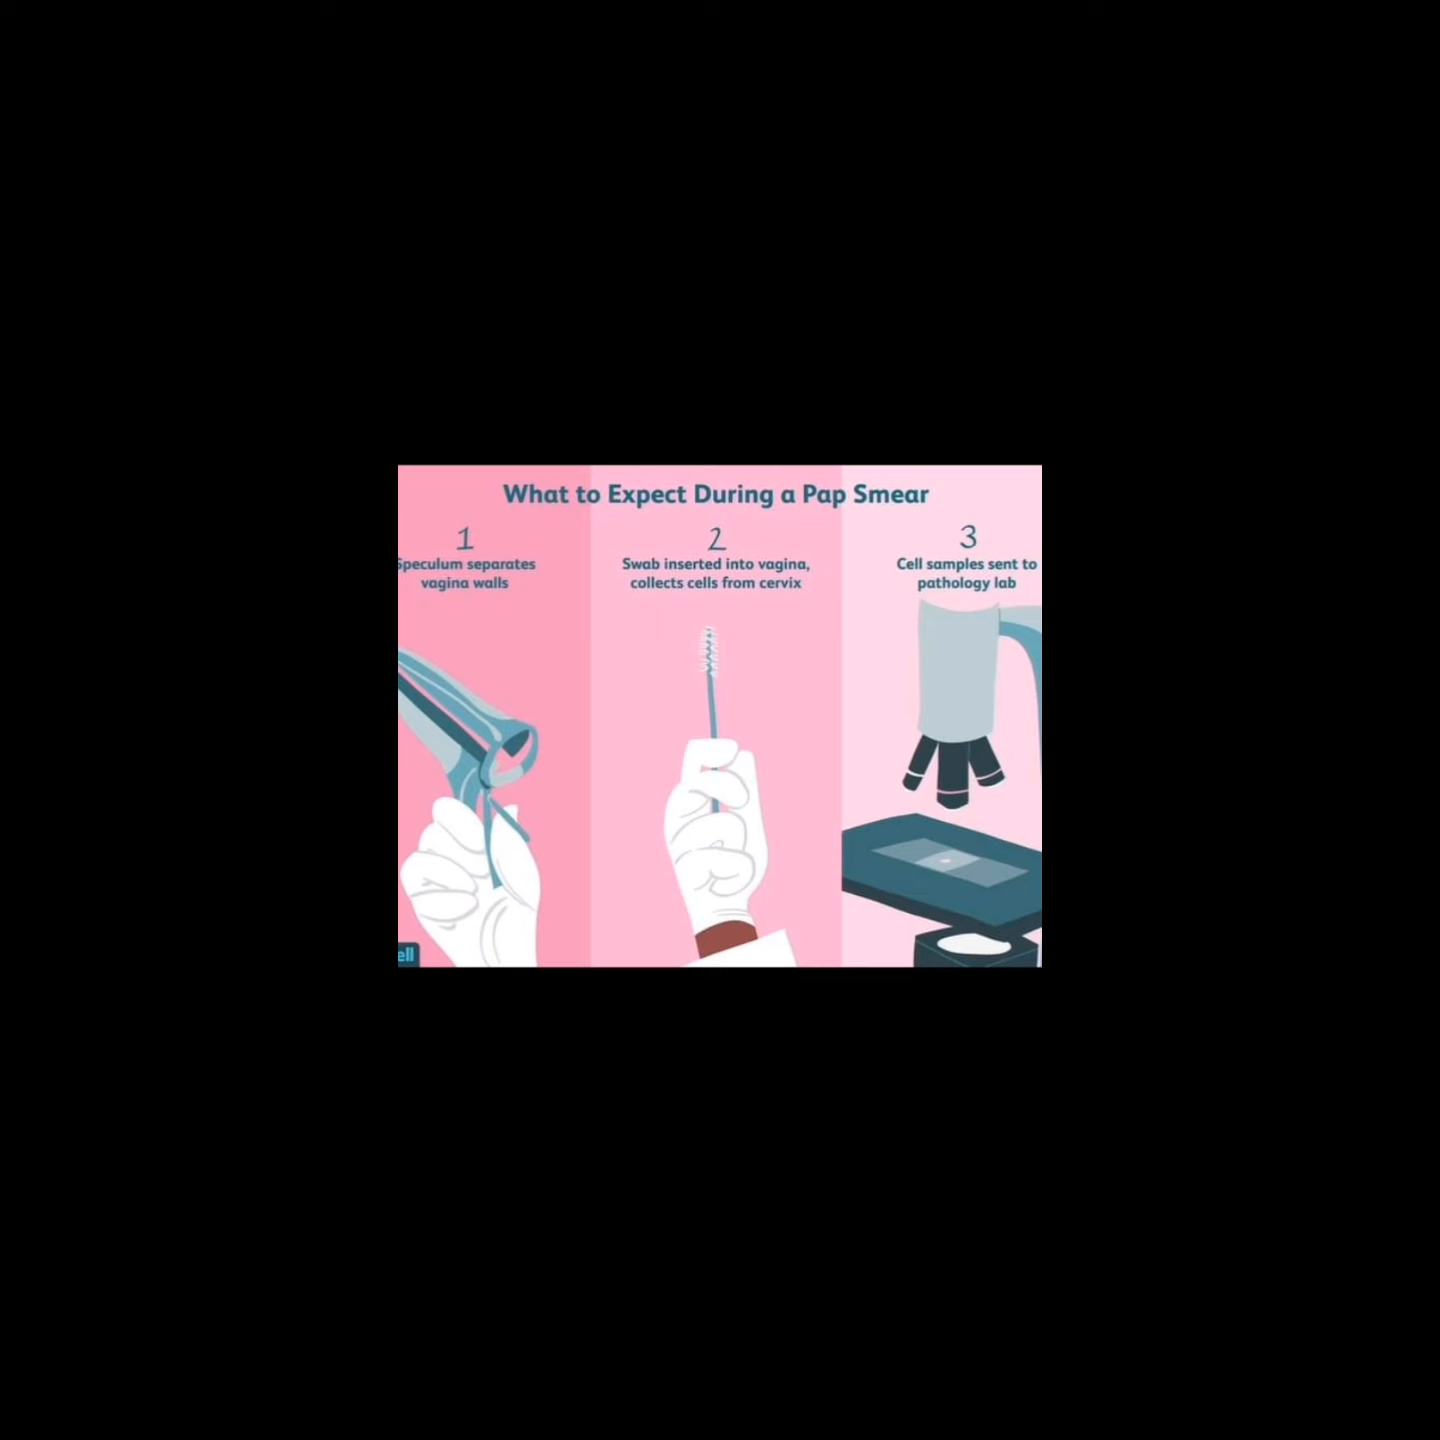 What to Expect During a Pap Smear
1
Speculum separates
vagina walls
2
Swab inserted into vagina,
collects cells from cervix
3
Cell samples sent to
pathology lab
ell